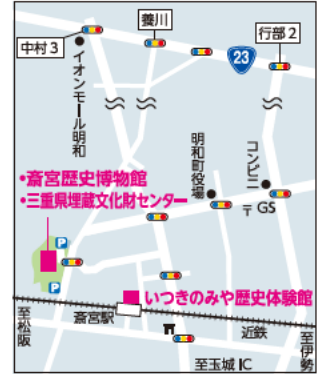 中村3
養川
行部2
23
イオンモール明和
•斎宮歴史博物館
•三重県埋蔵文化財センター
明和町役場
コンビニ
〒
GS
P
P
いつきのみや歴史体験館
至松阪
斎宮駅
近鉄
至伊勢
至玉城IC